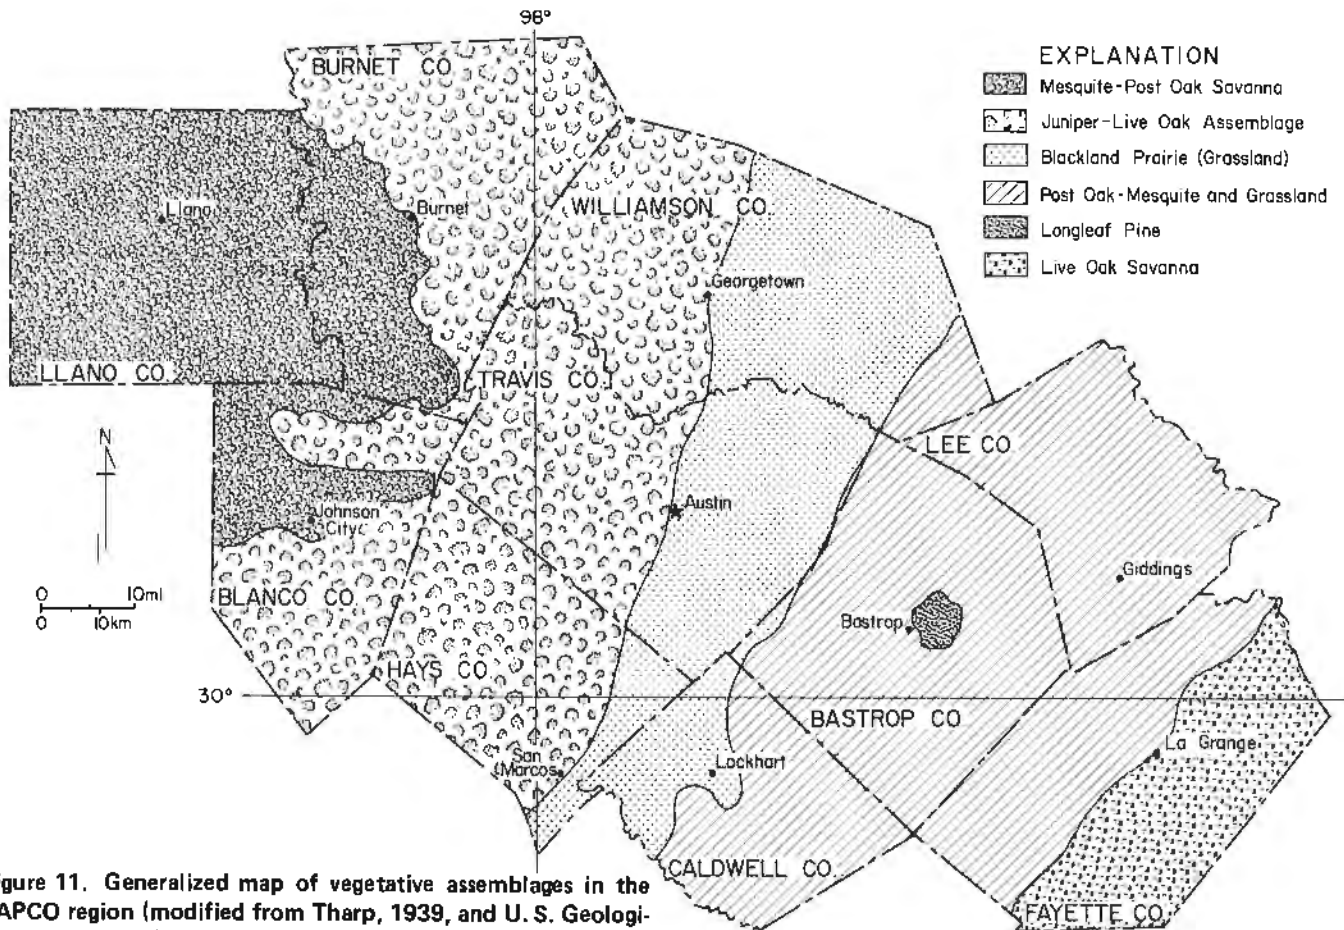 98°
EXPLANATION
Mesquite-Post Oak Savanna
Juniper-Live Oak Assemblage
Blackland Prairie (Grassland)
Post Oak-Mesquite and Grassland
Longleaf Pine
Live Oak Savanna
BURNET CO.
Llano
Burnet
WILLIAMSON CO.
Georgetown
LLANO CO.
TRAVIS CO.
N
LEE CO.
Austin
Johnson
City
Giddings
0 10mi
0 10km
BLANCO CO.
Bastrop
HAYS CO.
30°
BASTROP CO
La Grange
San
Marcos
Lockhart
CALDWELL CO.
FAYETTE CO.
igure 11. Generalized map of vegetative assemblages in the
APCO region (modified from Tharp, 1939, and U. S. Geologi-